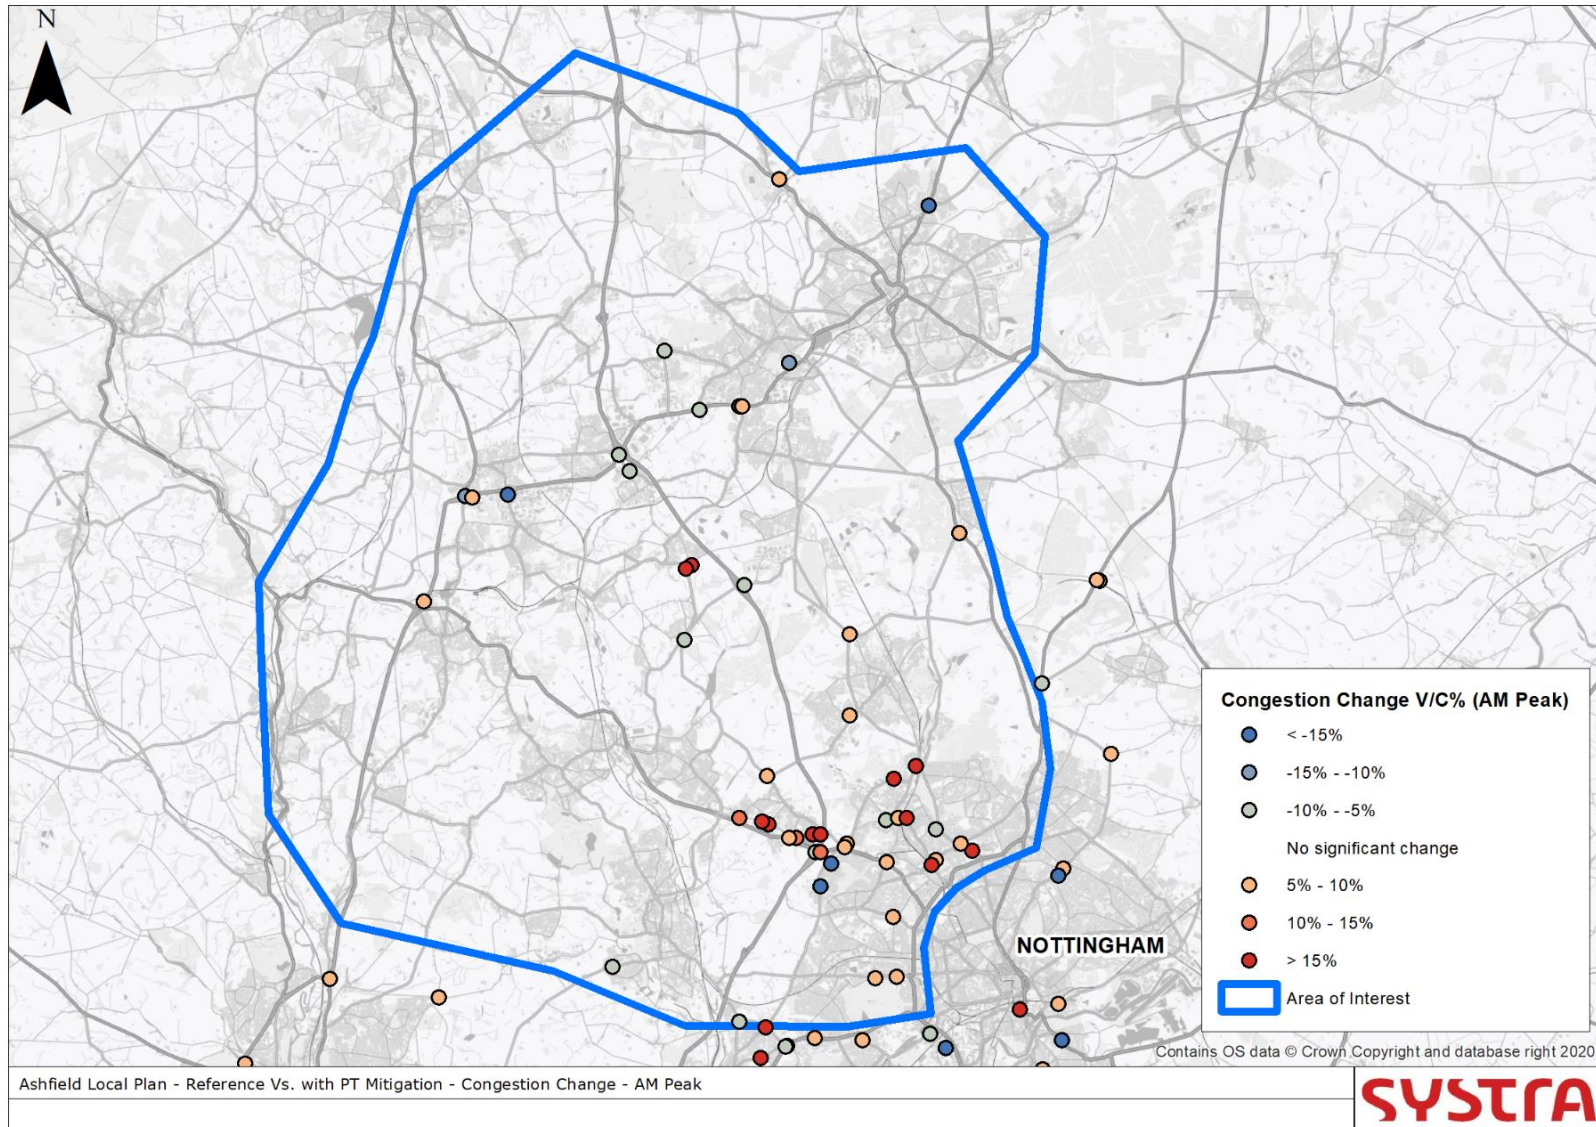 N
NOTTINGHAM
Congestion Change V/C% (AM Peak)
< -15%
-15% - -10%
-10% - -5%
No significant change
5% - 10%
10% - 15%
> 15%
Area of Interest
Contains OS data © Crown Copyright and database right 2020
Ashfield Local Plan - Reference Vs. with PT Mitigation - Congestion Change - AM Peak
SYSTRA